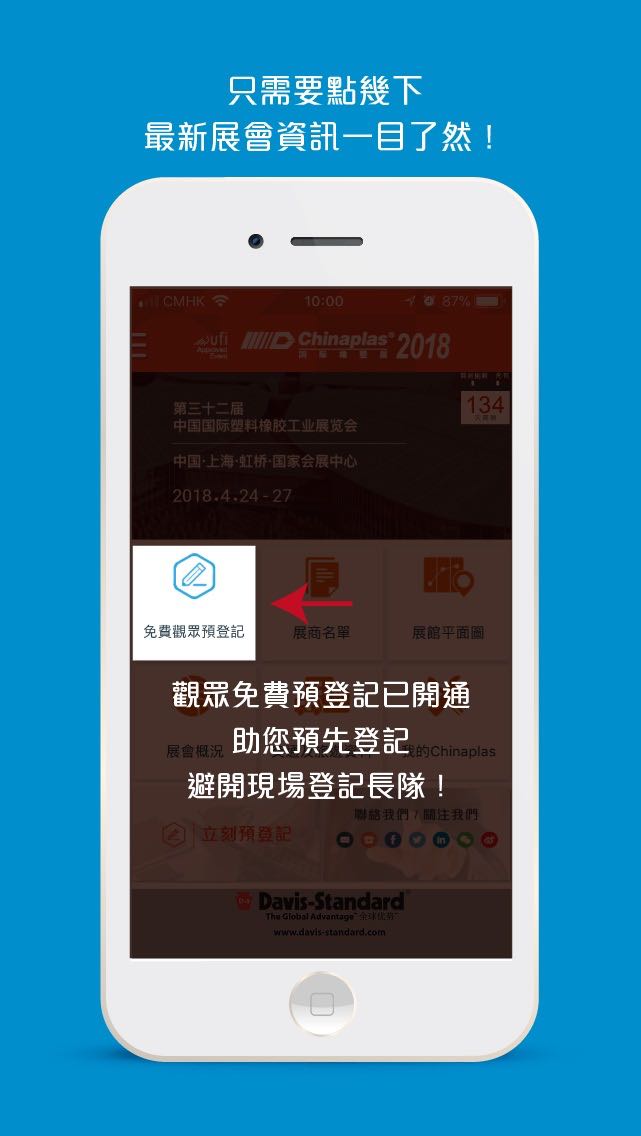 只需要點幾下
最新展會資訊一目了然！
CMHK 10:00 87%
ufi
Approved
Event
Chinaplas® 2018
国际橡塑展
134
第三十二届
中国国际塑料橡胶工业展览会
中国·上海·虹桥·国家会展中心
2018.4.24 - 27
免費觀眾預登記
展商名單
展館平面圖
觀眾免費預登記已開通
助您預先登記
避開現場登記長隊！
展會概況
我的Chinaplas
立刻預登記
聯絡我們 / 關注我們
Davis-Standard®
The Global Advantage™ 全球优势™
www.davis-standard.com